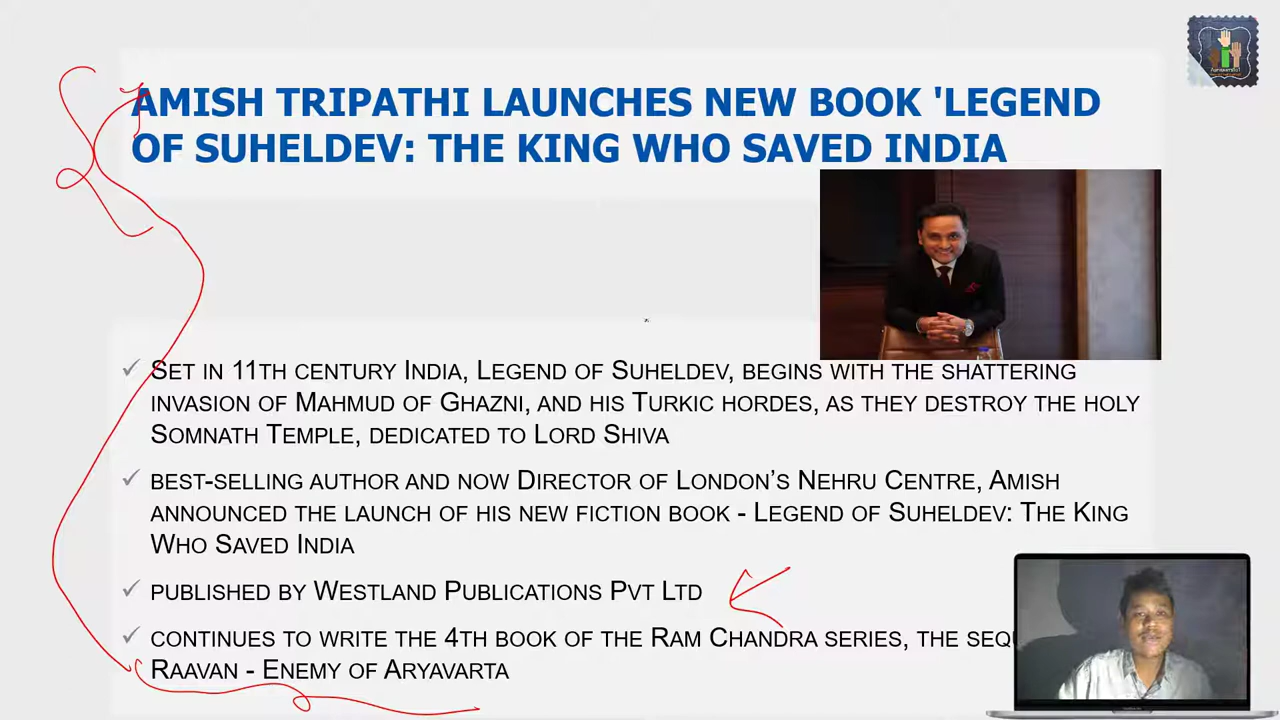 AMISH TRIPATHI LAUNCHES NEW BOOK 'LEGEND
OF SUHELDEV: THE KING WHO SAVED INDIA
✓ SET IN 11TH CENTURY INDIA, LEGEND OF SUHELDEV, BEGINS WITH THE SHATTERING
INVASION OF MAHMUD OF GHAZNI, AND HIS TURKIC HORDES, AS THEY DESTROY THE HOLY
SOMNATH TEMPLE, DEDICATED TO LORD SHIVA
✓ BEST-SELLING AUTHOR AND NOW DIRECTOR OF LONDON'S NEHRU CENTRE, AMISH
ANNOUNCED THE LAUNCH OF HIS NEW FICTION BOOK - LEGEND OF SUHELDEV: THE KING
WHO SAVED INDIA
✓ PUBLISHED BY WESTLAND PUBLICATIONS PVT LTD
✓ CONTINUES TO WRITE THE 4TH BOOK OF THE RAM CHANDRA SERIES, THE SEQU
RAAVAN - ENEMY OF ARYAVARTA